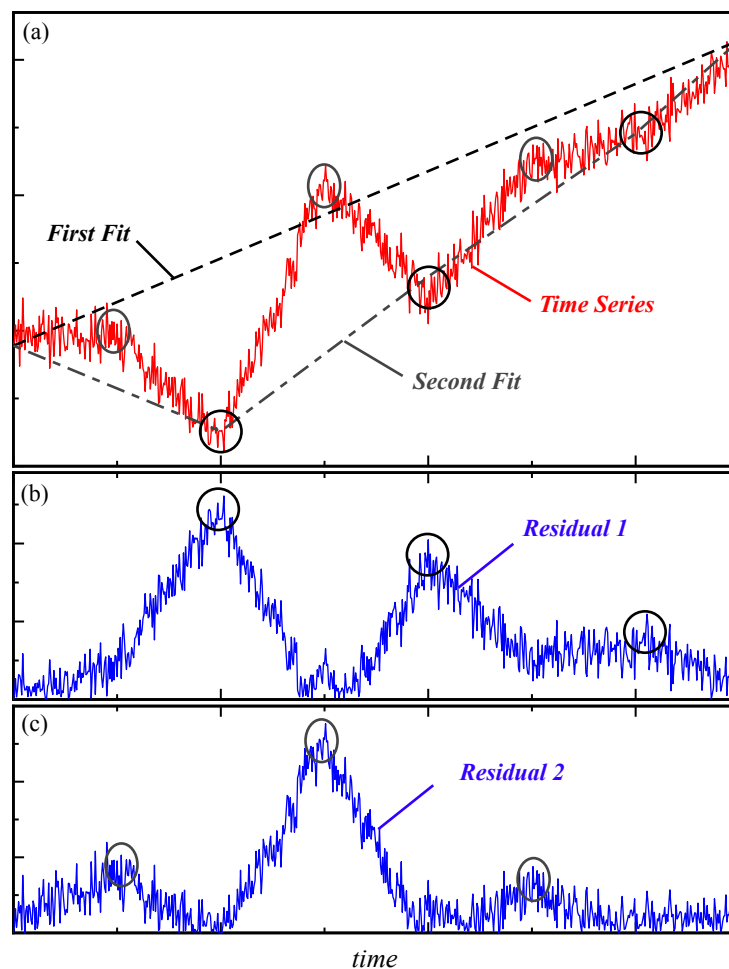 (a)
First Fit
Time Series
Second Fit
(b)
Residual 1
(c)
Residual 2
time